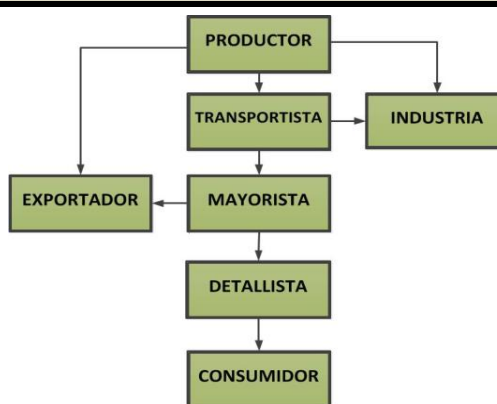 PRODUCTOR
TRANSPORTISTA
INDUSTRIA
EXPORTADOR
MAYORISTA
DETALLISTA
CONSUMIDOR